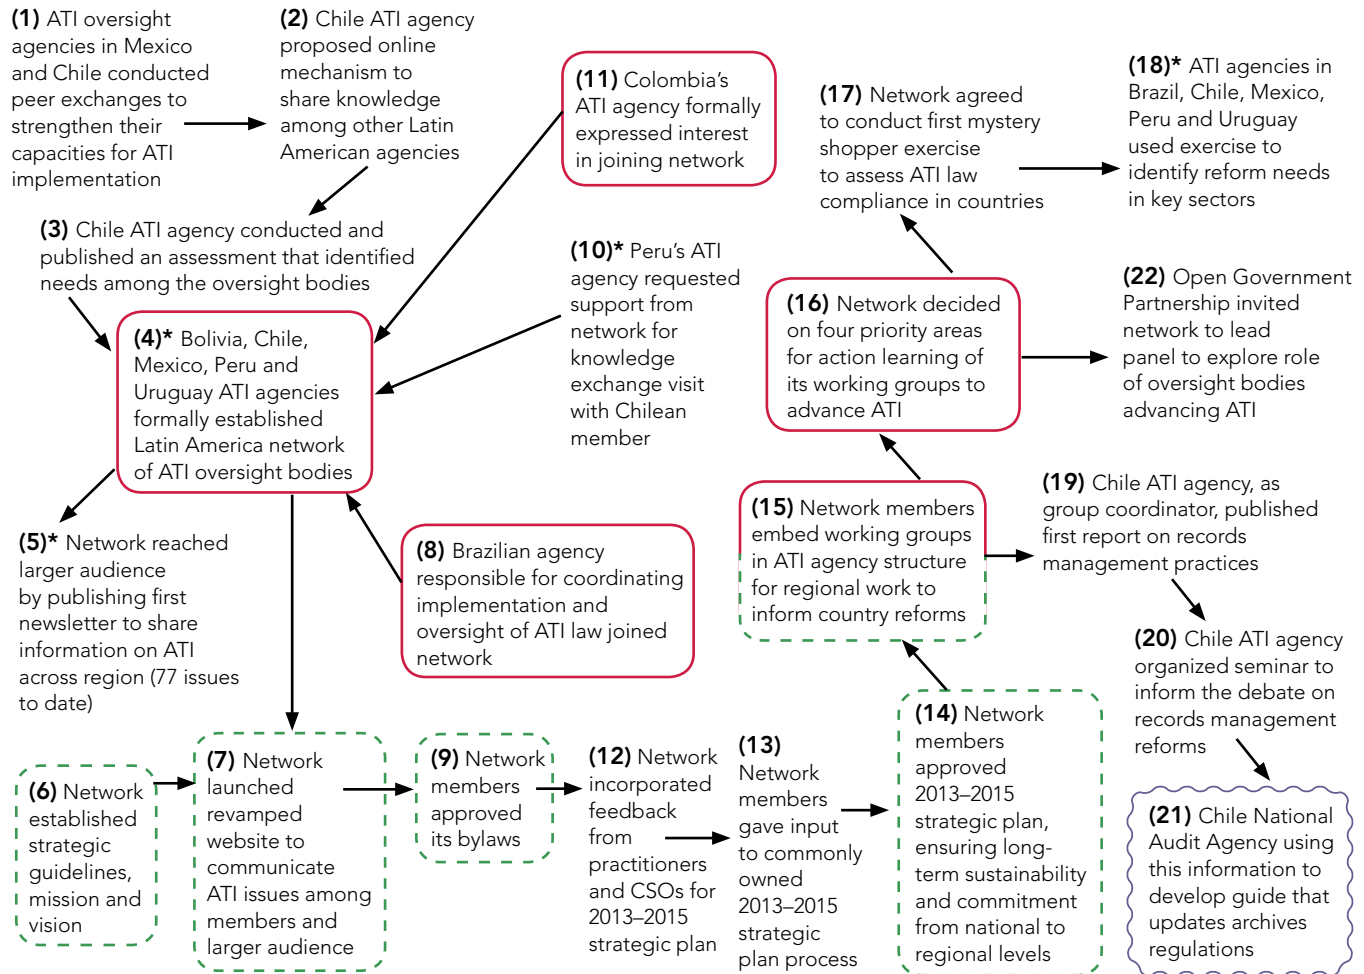 (1) ATI oversight
agencies in Mexico
and Chile conducted
peer exchanges to
strengthen their
capacities for ATI
implementation
(2) Chile ATI agency
proposed online
mechanism to
share knowledge
among other Latin
American agencies
(3) Chile ATI agency conducted and
published an assessment that identified
needs among the oversight bodies
(4)* Bolivia, Chile,
Mexico, Peru and
Uruguay ATI agencies
formally established
Latin America network
of ATI oversight bodies
(5)* Network reached
larger audience
by publishing first
newsletter to share
information on ATI
across region (77 issues
to date)
(6) Network
established
strategic
guidelines,
mission and
vision
(7) Network
launched
revamped
website to
communicate
ATI issues among
members and
larger audience
(8) Brazilian agency
responsible for coordinating
implementation and
oversight of ATI law joined
network
(9) Network
members
approved
its bylaws
(10)* Peru's ATI
agency requested
support from
network for
knowledge
exchange visit
with Chilean
member
(11) Colombia's
ATI agency formally
expressed interest
in joining network
(12) Network
incorporated
feedback
from
practitioners
and CSOs for
2013–2015
strategic plan
(13)
Network
members
gave input
to commonly
owned
2013–2015
strategic
plan process
(14) Network
members
approved
2013–2015
strategic plan,
ensuring long-
term sustainability
and commitment
from national to
regional levels
(15) Network members
embed working groups
in ATI agency structure
for regional work to
inform country reforms
(16) Network decided
on four priority areas
for action learning of
its working groups to
advance ATI
(17) Network agreed
to conduct first mystery
shopper exercise
to assess ATI law
compliance in countries
(18)* ATI agencies in
Brazil, Chile, Mexico,
Peru and Uruguay
used exercise to
identify reform needs
in key sectors
(22) Open Government
Partnership invited
network to lead
panel to explore role
of oversight bodies
advancing ATI
(19) Chile ATI agency, as
group coordinator, published
first report on records
management practices
(20) Chile ATI agency
organized seminar to
inform the debate on
records management
reforms
(21) Chile National
Audit Agency using
this information to
develop guide that
updates archives
regulations